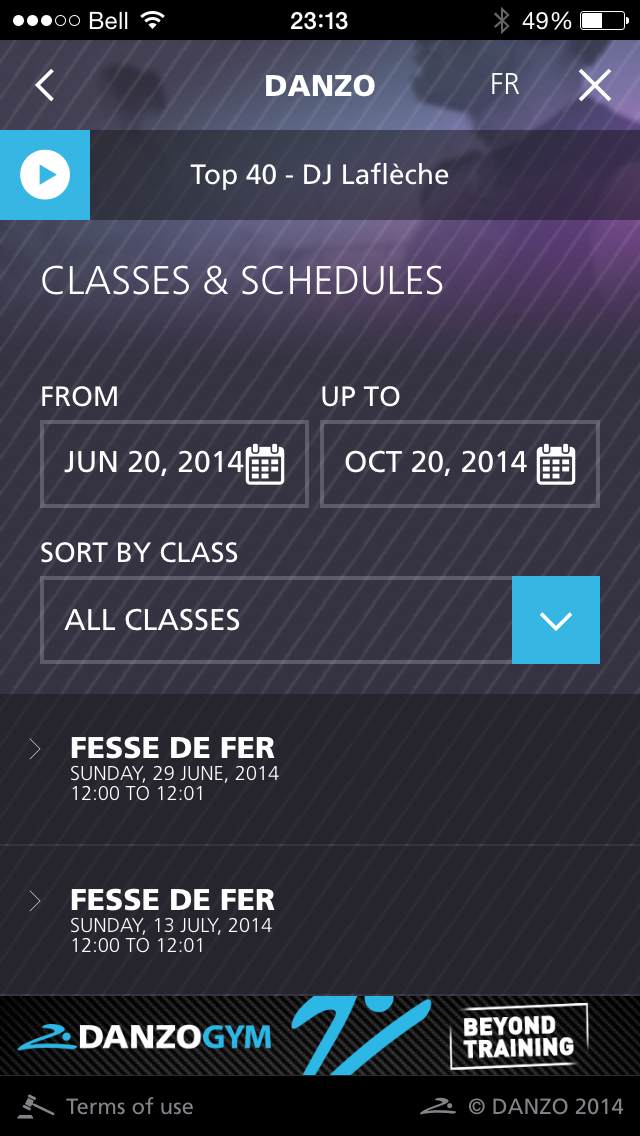 Bell 23:13 49%
DANZO FR
Top 40 - DJ Laflèche
CLASSES & SCHEDULES
FROM UP TO
JUN 20, 2014 OCT 20, 2014
SORT BY CLASS
ALL CLASSES
FESSE DE FER
SUNDAY, 29 JUNE, 2014
12:00 TO 12:01
FESSE DE FER
SUNDAY, 13 JULY, 2014
12:00 TO 12:01
DANZOGYM
BEYOND
TRAINING
Terms of use © DANZO 2014